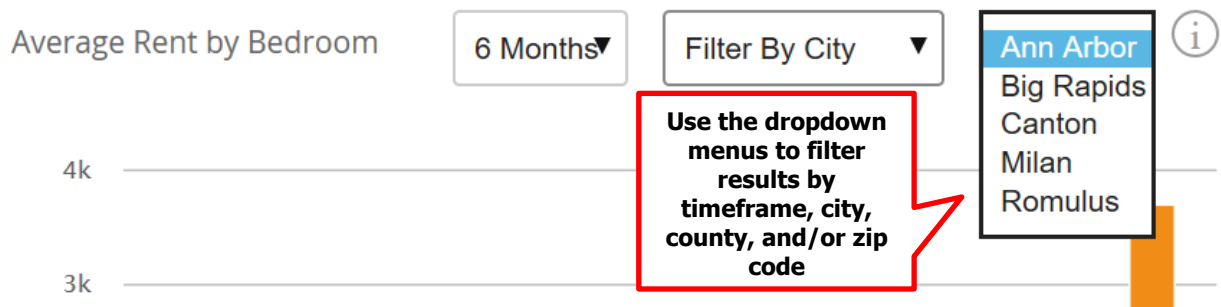 Average Rent by Bedroom
6 Months
Filter By City
Ann Arbor
Big Rapids
Canton
Milan
Romulus
i
Use the dropdown
menus to filter
results by
timeframe, city,
county, and/or zip
code
4k
3k